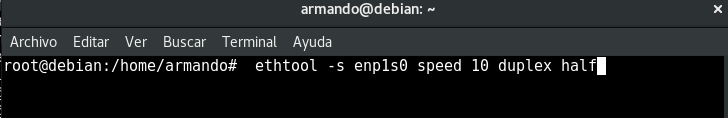 armando@debian: ~
Archivo Editar Ver Buscar Terminal Ayuda
root@debian:/home/armando#  ethtool -s enp1s0 speed 10 duplex half